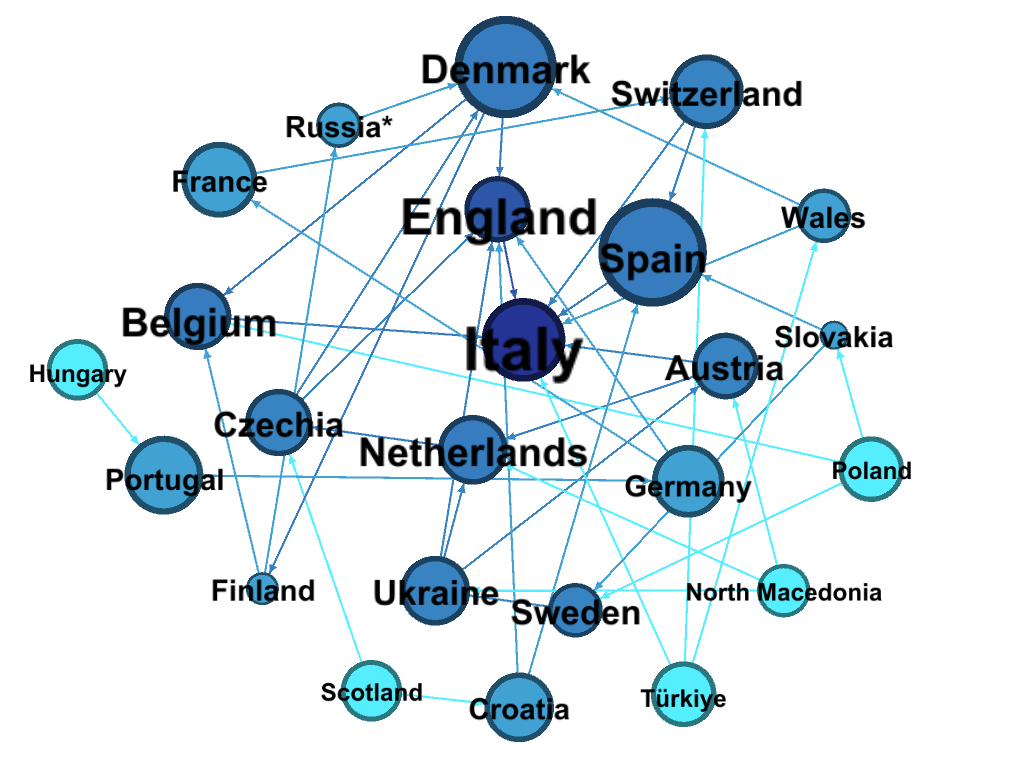 Denmark
Switzerland
Russia*
France
England
Wales
Spain
Belgium
Slovakia
Italy
Hungary
Austria
Czechia
Netherlands
Poland
Portugal
Germany
Finland
Ukraine
North Macedonia
Sweden
Scotland
Türkiye
Croatia